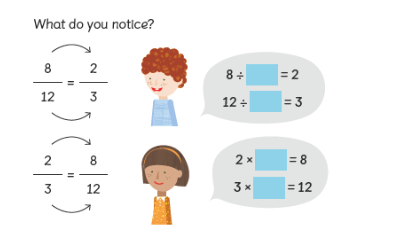 What do you notice?
8/12 = 2/3
8 ÷ = 2
12 ÷ = 3
2/3 = 8/12
2 × = 8
3 × = 12